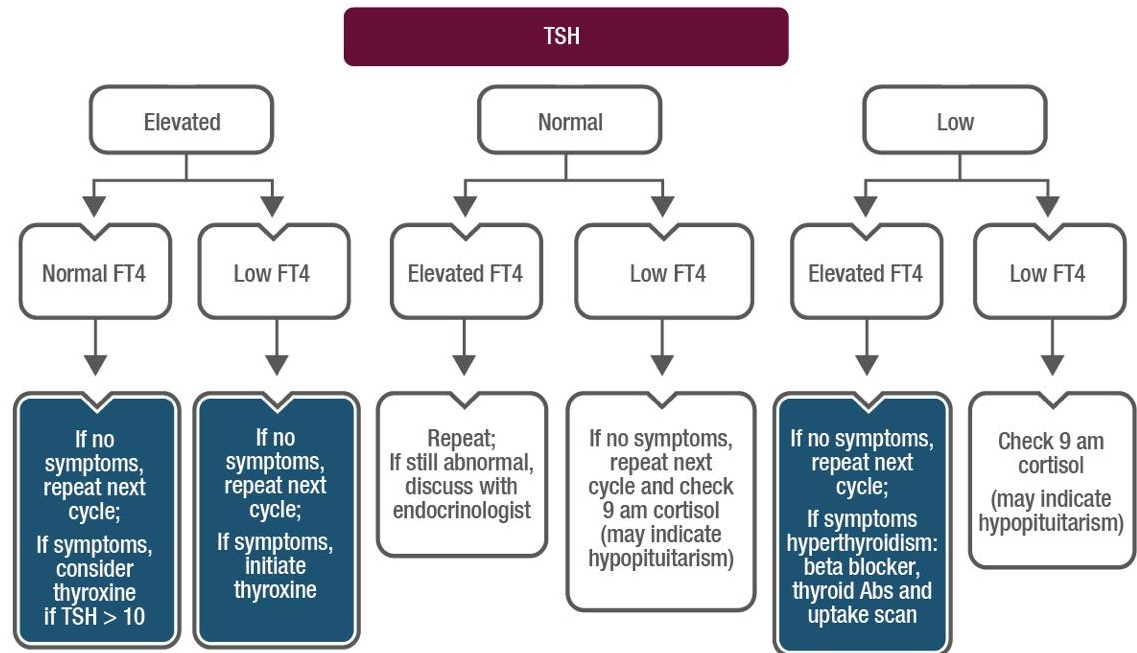 TSH
Elevated
Normal
Low
Normal FT4
Low FT4
Elevated FT4
Low FT4
Elevated FT4
Low FT4
If no
symptoms,
repeat next
cycle;
If symptoms,
consider
thyroxine
if TSH > 10
If no
symptoms,
repeat next
cycle;
If symptoms,
initiate
thyroxine
Repeat;
If still abnormal,
discuss with
endocrinologist
If no symptoms,
repeat next
cycle and check
9 am cortisol
(may indicate
hypopituitarism)
If no symptoms,
repeat next
cycle;
If symptoms
hyperthyroidism:
beta blocker,
thyroid Abs and
uptake scan
Check 9 am
cortisol
(may indicate
hypopituitarism)